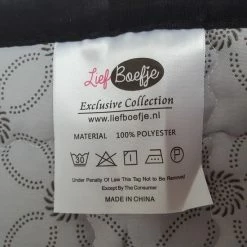 Lief Boefje
Exclusive Collection
www.liefboefje.nl
MATERIAL 100% POLYESTER
30
Under Penalty Of Law This Tag Not to Be Removed
Except By The Consumer
MADE IN CHINA